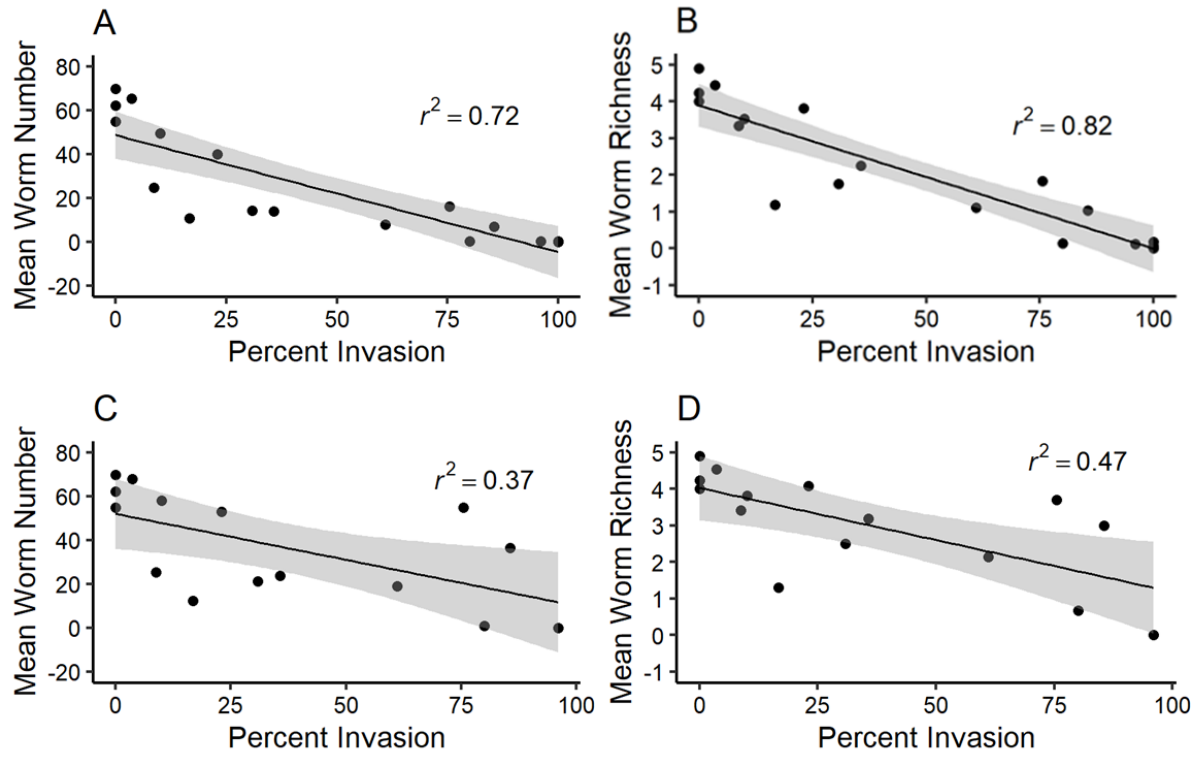 A
Mean Worm Number
80
60
40
20
0
-20
r² = 0.72
0 25 50 75 100
Percent Invasion
B
Mean Worm Richness
5
4
3
2
1
0
-1
r² = 0.82
0 25 50 75 100
Percent Invasion
C
Mean Worm Number
80
60
40
20
0
-20
r² = 0.37
0 25 50 75 100
Percent Invasion
D
Mean Worm Richness
5
4
3
2
1
0
-1
r² = 0.47
0 25 50 75 100
Percent Invasion